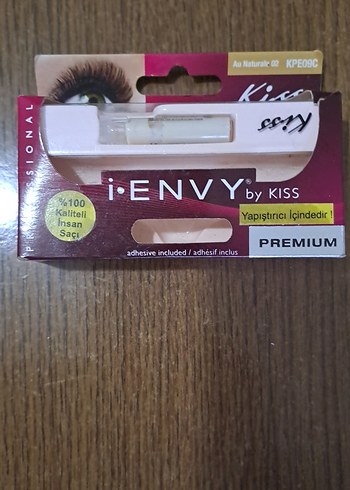 Au Naturale 02 KPE09C
Kiss
Kiss
PROFESSIONAL
i·ENVY® by KISS
%100
Kaliteli
İnsan
Saçı
Yapıştırıcı İçindedir !
PREMIUM
adhesive included / adhésif inclus